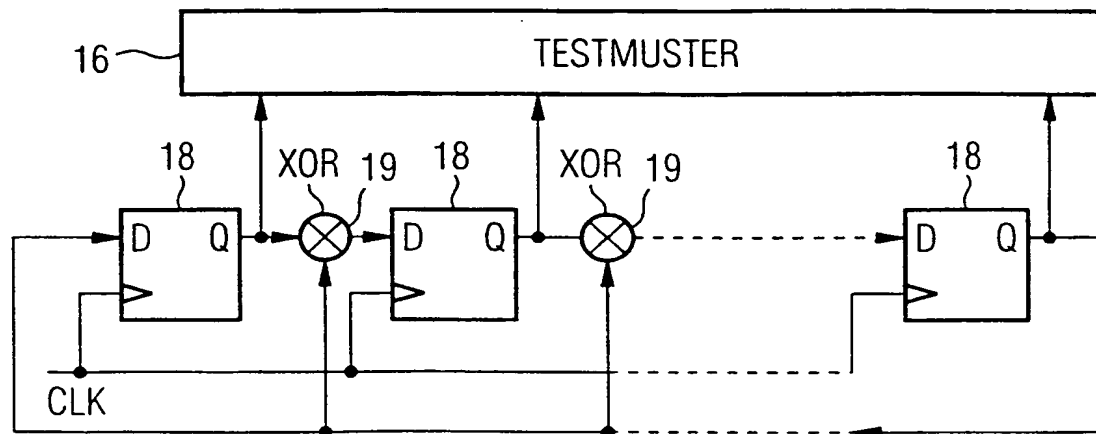 16
TESTMUSTER
18 XOR 19 18 XOR 19 18
D Q D Q D Q
CLK